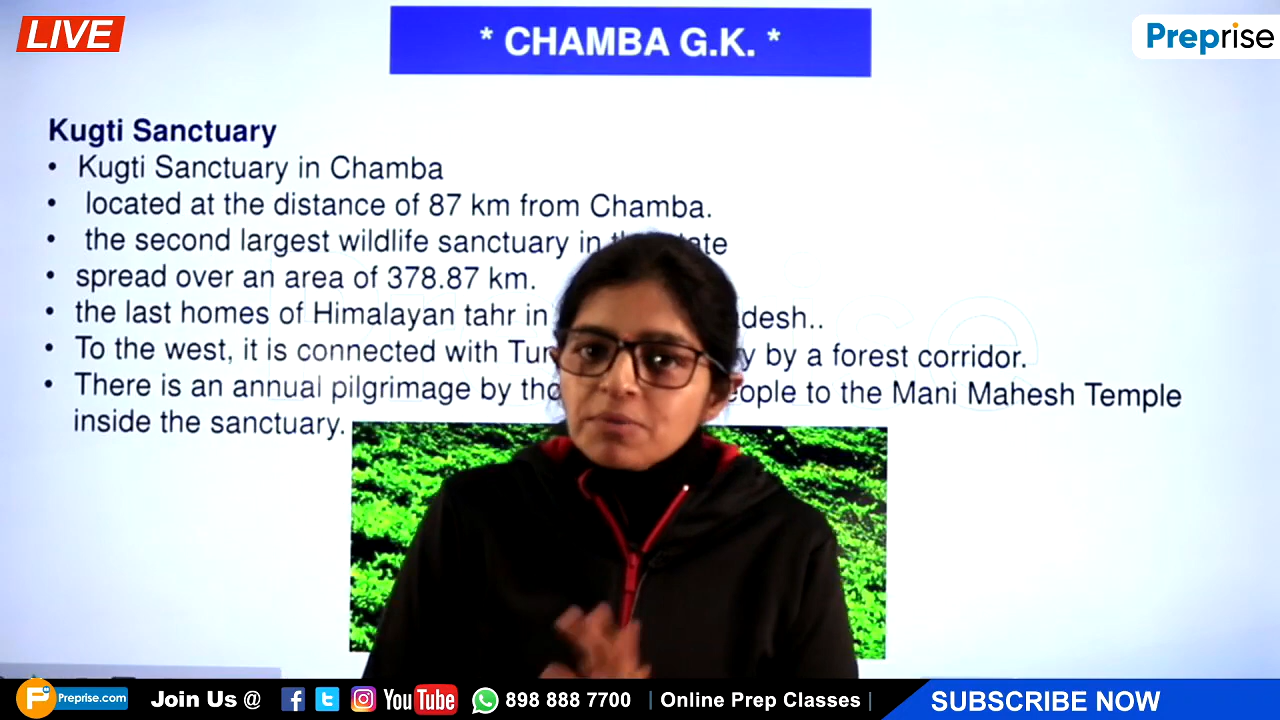 LIVE
* CHAMBA G.K. *
Preprise
Kugti Sanctuary
• Kugti Sanctuary in Chamba
• located at the distance of 87 km from Chamba.
• the second largest wildlife sanctuary in
• spread over an area of 378.87 km.
• the last homes of Himalayan tahr in
• To the west, it is connected with by a forest corridor.
• There is an annual pilgrimage by to the Mani Mahesh Temple
inside the sanctuary.
Preprise.com Join Us @ YouTube 898 888 7700 | Online Prep Classes | SUBSCRIBE NOW